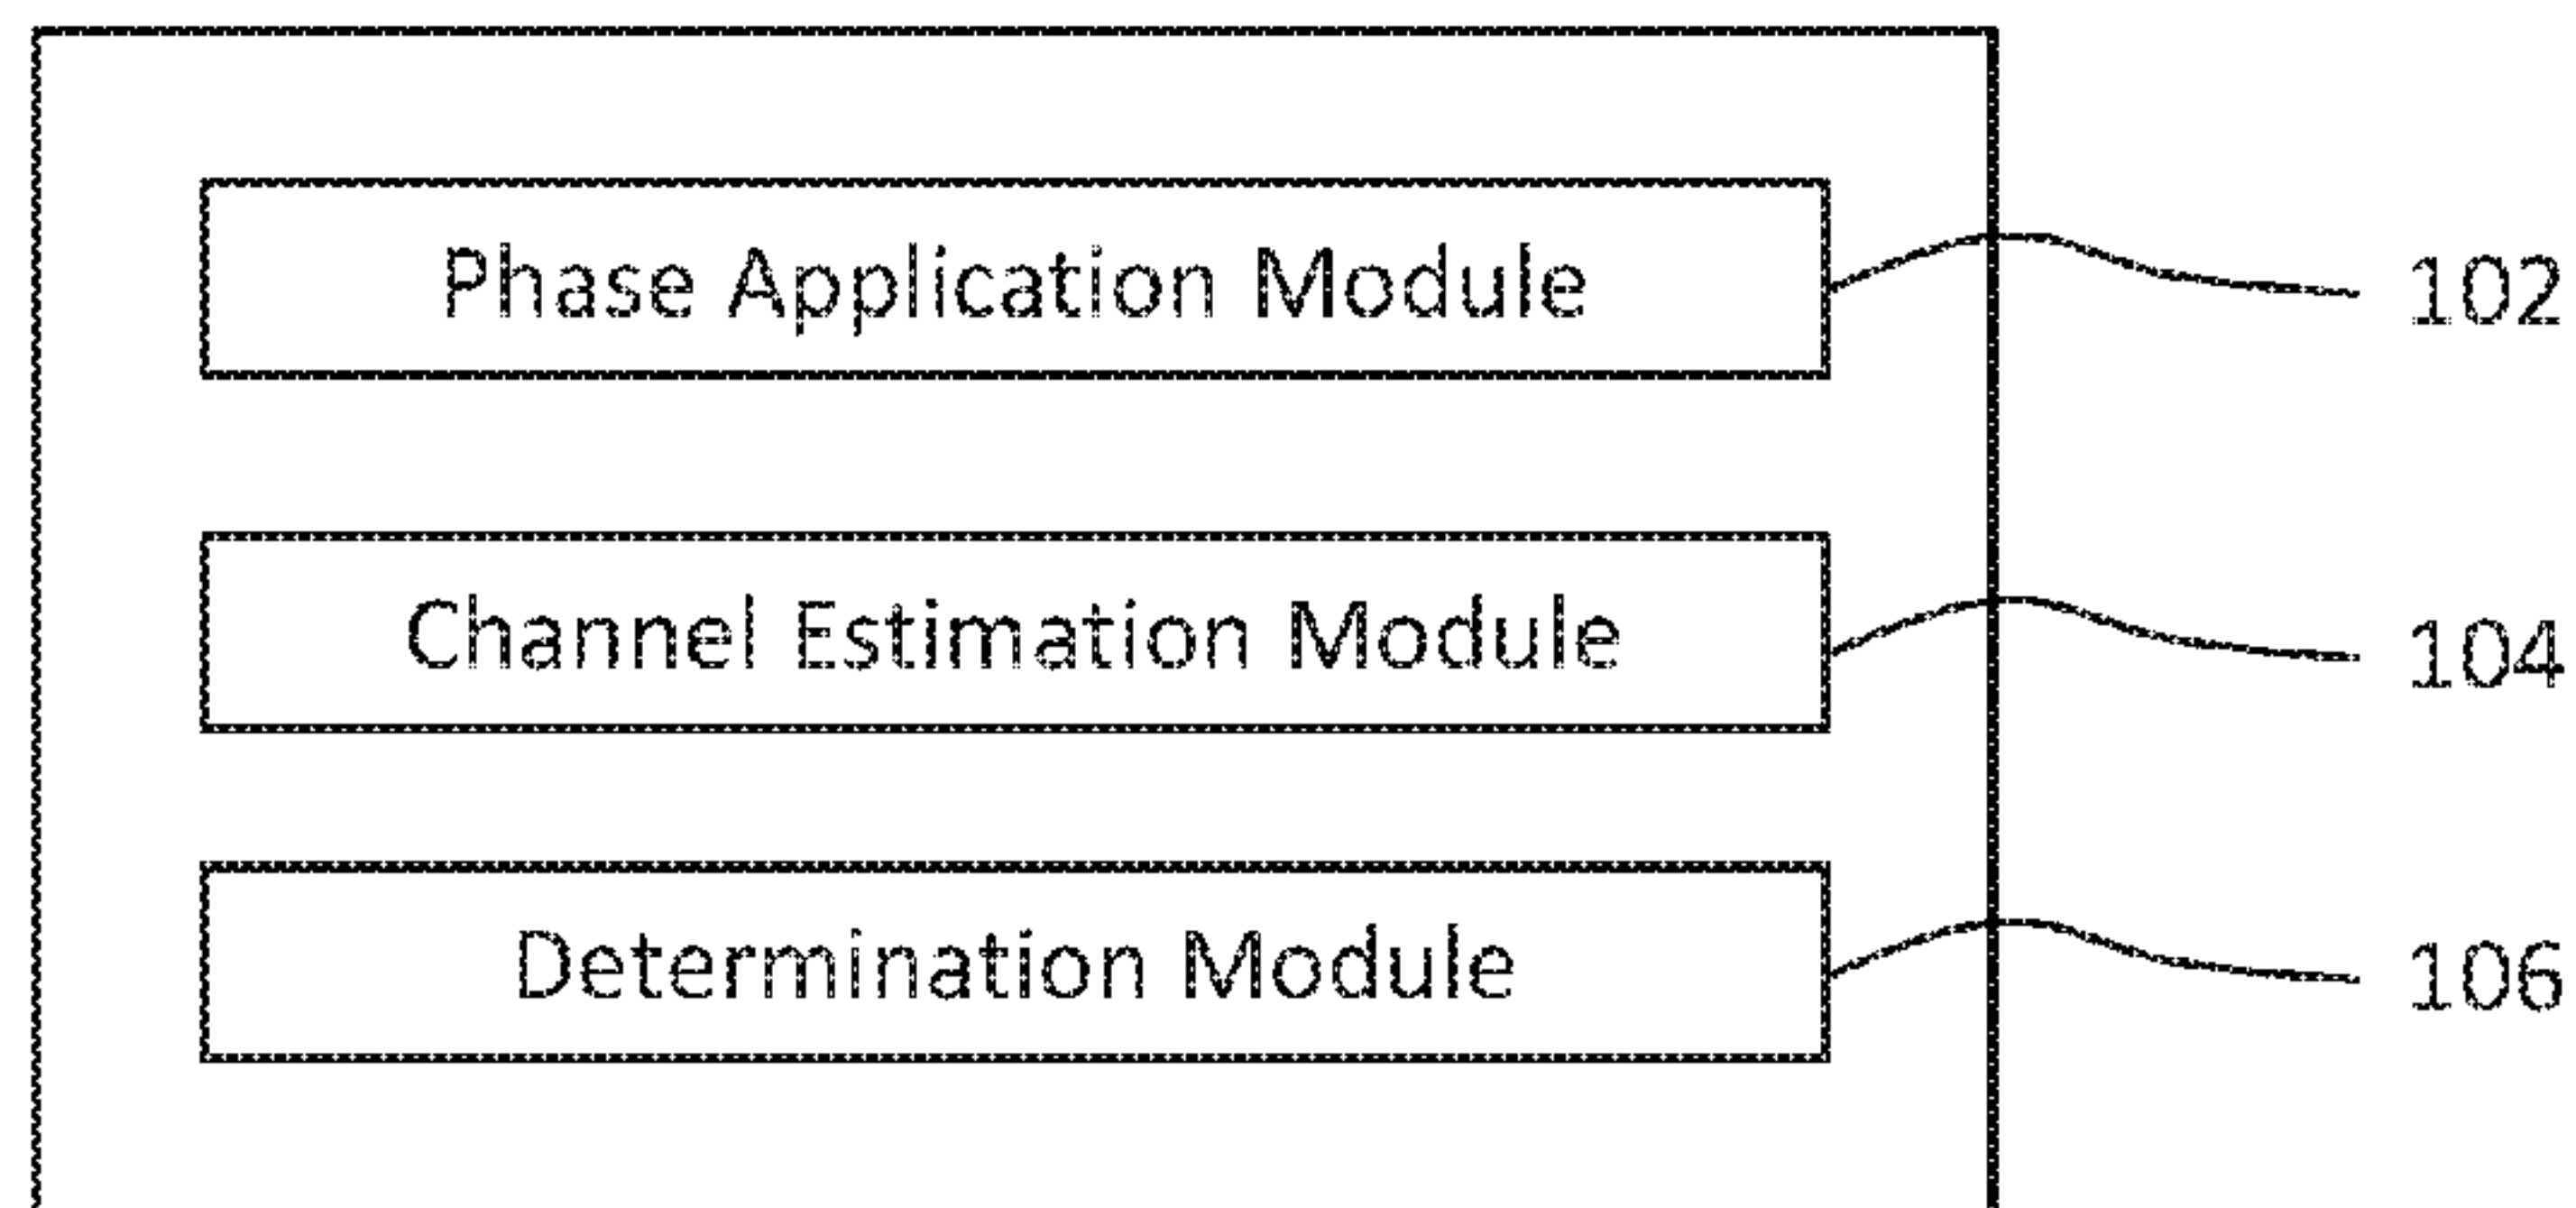 Phase Application Module 102
Channel Estimation Module 104
Determination Module 106